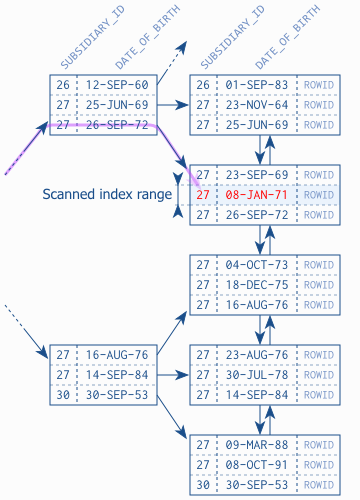 SUBSIDIARY_ID DATE_OF_BIRTH SUBSIDIARY_ID DATE_OF_BIRTH
26 12-SEP-60
27 25-JUN-69
27 26-SEP-72
26 01-SEP-83 ROWID
27 23-NOV-64 ROWID
27 25-JUN-69 ROWID
27 23-SEP-69 ROWID
Scanned index range 27 08-JAN-71 ROWID
27 26-SEP-72 ROWID
27 04-OCT-73 ROWID
27 18-DEC-75 ROWID
27 16-AUG-76 ROWID
27 16-AUG-76
27 14-SEP-84
30 30-SEP-53
27 23-AUG-76 ROWID
27 30-JUL-78 ROWID
27 14-SEP-84 ROWID
27 09-MAR-88 ROWID
27 08-OCT-91 ROWID
30 30-SEP-53 ROWID